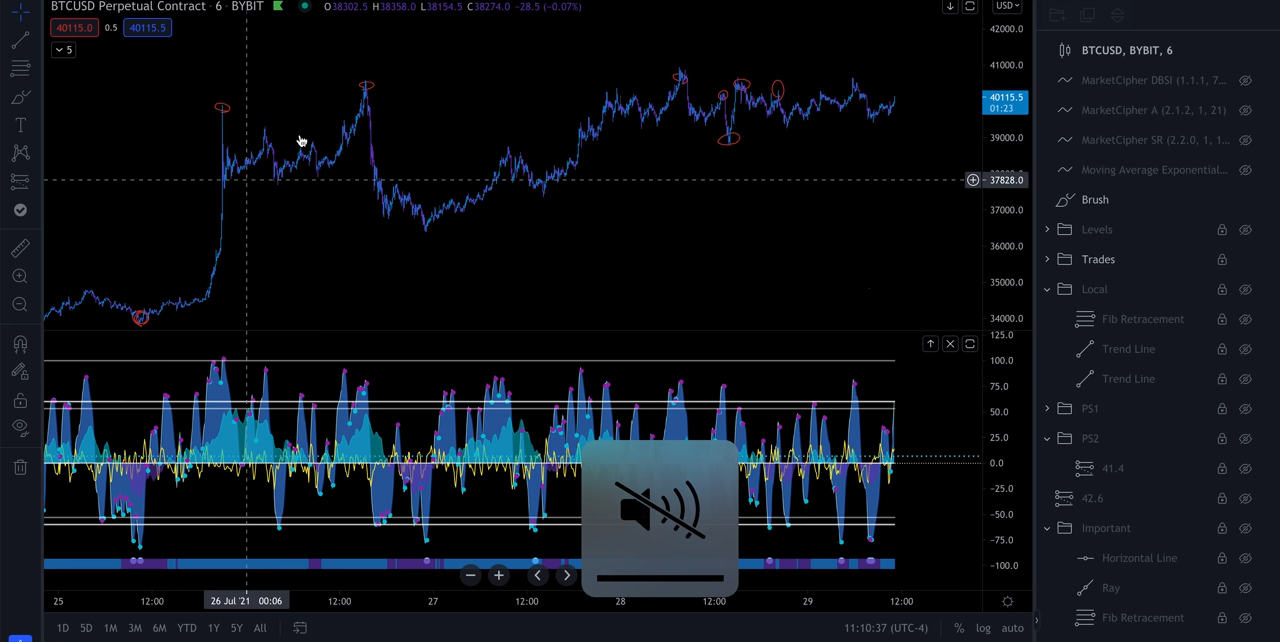 BTCUSD Perpetual Contract · 6 · BYBIT O38302.5 H38358.0 L38154.5 C38274.0 −28.5 (−0.07%)
USD
40115.0 0.5 40115.5
5
42000.0
41000.0
40115.5
01:23
39000.0
37828.0
37000.0
36000.0
35000.0
34000.0
125.0
100.0
75.0
50.0
25.0
0.0
−25.0
−50.0
−75.0
−100.0
25 12:00 26 Jul '21 00:06 12:00 27 12:00 28 12:00 29 12:00
1D 5D 1M 3M 6M YTD 1Y 5Y All
11:10:37 (UTC-4) % log auto
BTCUSD, BYBIT, 6
MarketCipher DBSI (1.1.1, 7...
MarketCipher A (2.1.2, 1, 21)
MarketCipher SR (2.2.0, 1, 1...
Moving Average Exponential...
Brush
Levels
Trades
Local
Fib Retracement
Trend Line
Trend Line
PS1
PS2
41.4
42.6
Important
Horizontal Line
Ray
Fib Retracement